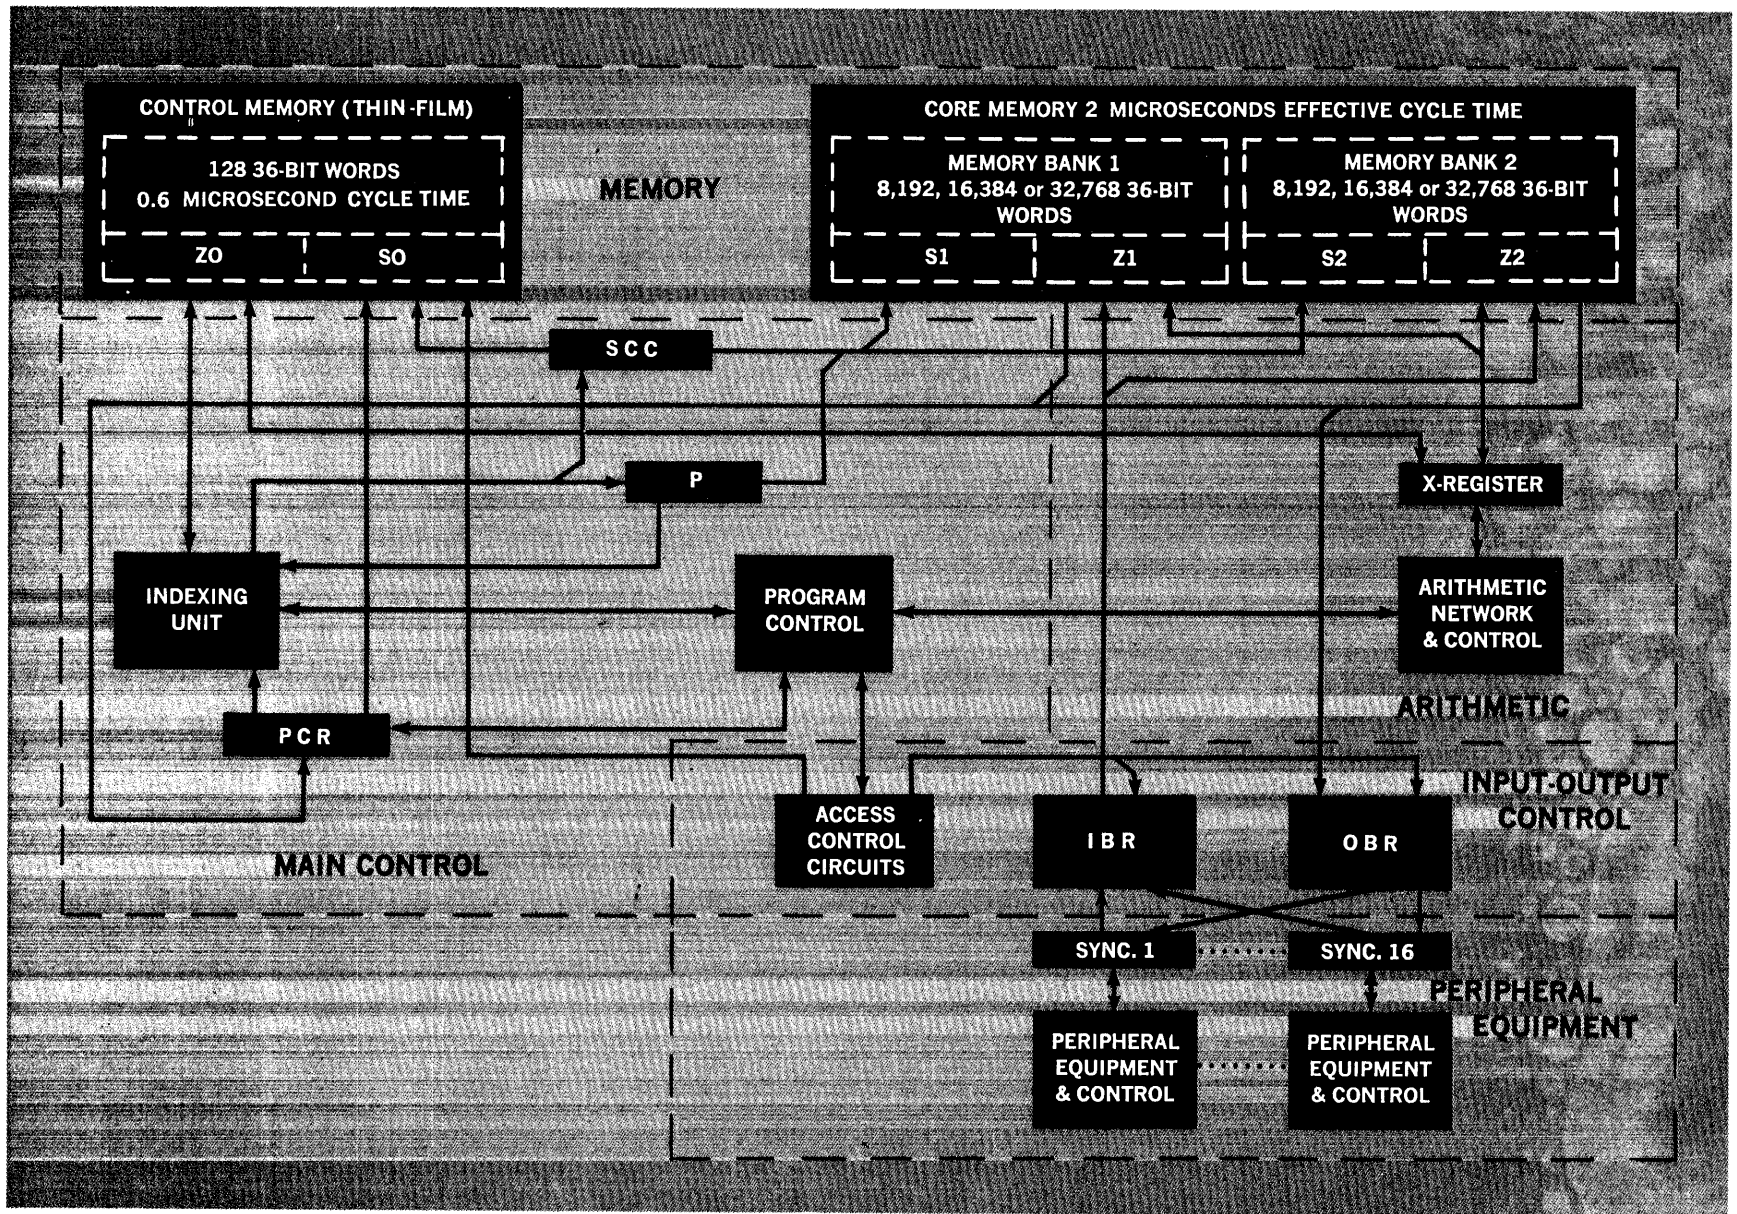 CONTROL MEMORY (THIN-FILM)
128 36-BIT WORDS
0.6 MICROSECOND CYCLE TIME
ZO
SO
MEMORY
CORE MEMORY 2 MICROSECONDS EFFECTIVE CYCLE TIME
MEMORY BANK 1
8,192, 16,384 or 32,768 36-BIT
WORDS
S1
Z1
MEMORY BANK 2
8,192, 16,384 or 32,768 36-BIT
WORDS
S2
Z2
SCC
P
X-REGISTER
INDEXING
UNIT
PROGRAM
CONTROL
ARITHMETIC
NETWORK
& CONTROL
PCR
ARITHMETIC
INPUT-OUTPUT
CONTROL
ACCESS
CONTROL
CIRCUITS
IBR
OBR
MAIN CONTROL
SYNC. 1
SYNC. 16
PERIPHERAL
EQUIPMENT
PERIPHERAL
EQUIPMENT
& CONTROL
PERIPHERAL
EQUIPMENT
& CONTROL